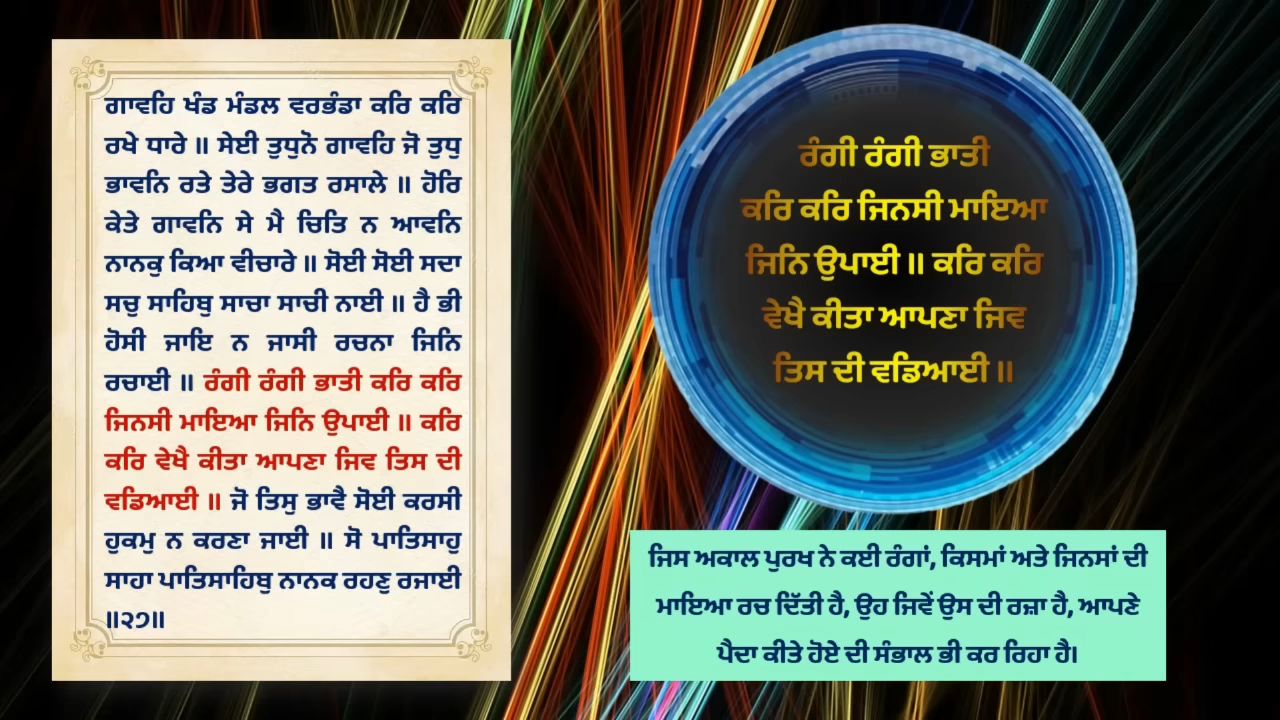 ਗਾਵਹਿ ਖੰਡ ਮੰਡਲ ਵਰਭੰਡਾ ਕਰਿ ਕਰਿ
ਰਖੇ ਧਾਰੇ ॥ ਸੇਈ ਤੁਧੁਨੋ ਗਾਵਹਿ ਜੋ ਤੁਧੁ
ਭਾਵਨਿ ਰਤੇ ਤੇਰੇ ਭਗਤ ਰਸਾਲੇ ॥ ਹੋਰਿ
ਕੇਤੇ ਗਾਵਨਿ ਸੇ ਮੈ ਚਿਤਿ ਨ ਆਵਨਿ
ਨਾਨਕੁ ਕਿਆ ਵੀਚਾਰੇ ॥ ਸੋਈ ਸੋਈ ਸਦਾ
ਸਚੁ ਸਾਹਿਬੁ ਸਾਚਾ ਸਾਚੀ ਨਾਈ ॥ ਹੈ ਭੀ
ਹੋਸੀ ਜਾਇ ਨ ਜਾਸੀ ਰਚਨਾ ਜਿਨਿ
ਰਚਾਈ ॥ ਰੰਗੀ ਰੰਗੀ ਭਾਤੀ ਕਰਿ ਕਰਿ
ਜਿਨਸੀ ਮਾਇਆ ਜਿਨਿ ਉਪਾਈ ॥ ਕਰਿ
ਕਰਿ ਵੇਖੈ ਕੀਤਾ ਆਪਣਾ ਜਿਵ ਤਿਸ ਦੀ
ਵਡਿਆਈ ॥ ਜੋ ਤਿਸੁ ਭਾਵੈ ਸੋਈ ਕਰਸੀ
ਹੁਕਮੁ ਨ ਕਰਣਾ ਜਾਈ ॥ ਸੋ ਪਾਤਿਸਾਹੁ
ਸਾਹਾ ਪਾਤਿਸਾਹਿਬੁ ਨਾਨਕ ਰਹਣੁ ਰਜਾਈ
॥੨੭॥
ਰੰਗੀ ਰੰਗੀ ਭਾਤੀ
ਕਰਿ ਕਰਿ ਜਿਨਸੀ ਮਾਇਆ
ਜਿਨਿ ਉਪਾਈ ॥ ਕਰਿ ਕਰਿ
ਵੇਖੈ ਕੀਤਾ ਆਪਣਾ ਜਿਵ
ਤਿਸ ਦੀ ਵਡਿਆਈ ॥
ਜਿਸ ਅਕਾਲ ਪੁਰਖ ਨੇ ਕਈ ਰੰਗਾਂ, ਕਿਸਮਾਂ ਅਤੇ ਜਿਨਸਾਂ ਦੀ
ਮਾਇਆ ਰਚ ਦਿੱਤੀ ਹੈ, ਉਹ ਜਿਵੇਂ ਉਸ ਦੀ ਰਜ਼ਾ ਹੈ, ਆਪਣੇ
ਪੈਦਾ ਕੀਤੇ ਹੋਏ ਦੀ ਸੰਭਾਲ ਭੀ ਕਰ ਰਿਹਾ ਹੈ।